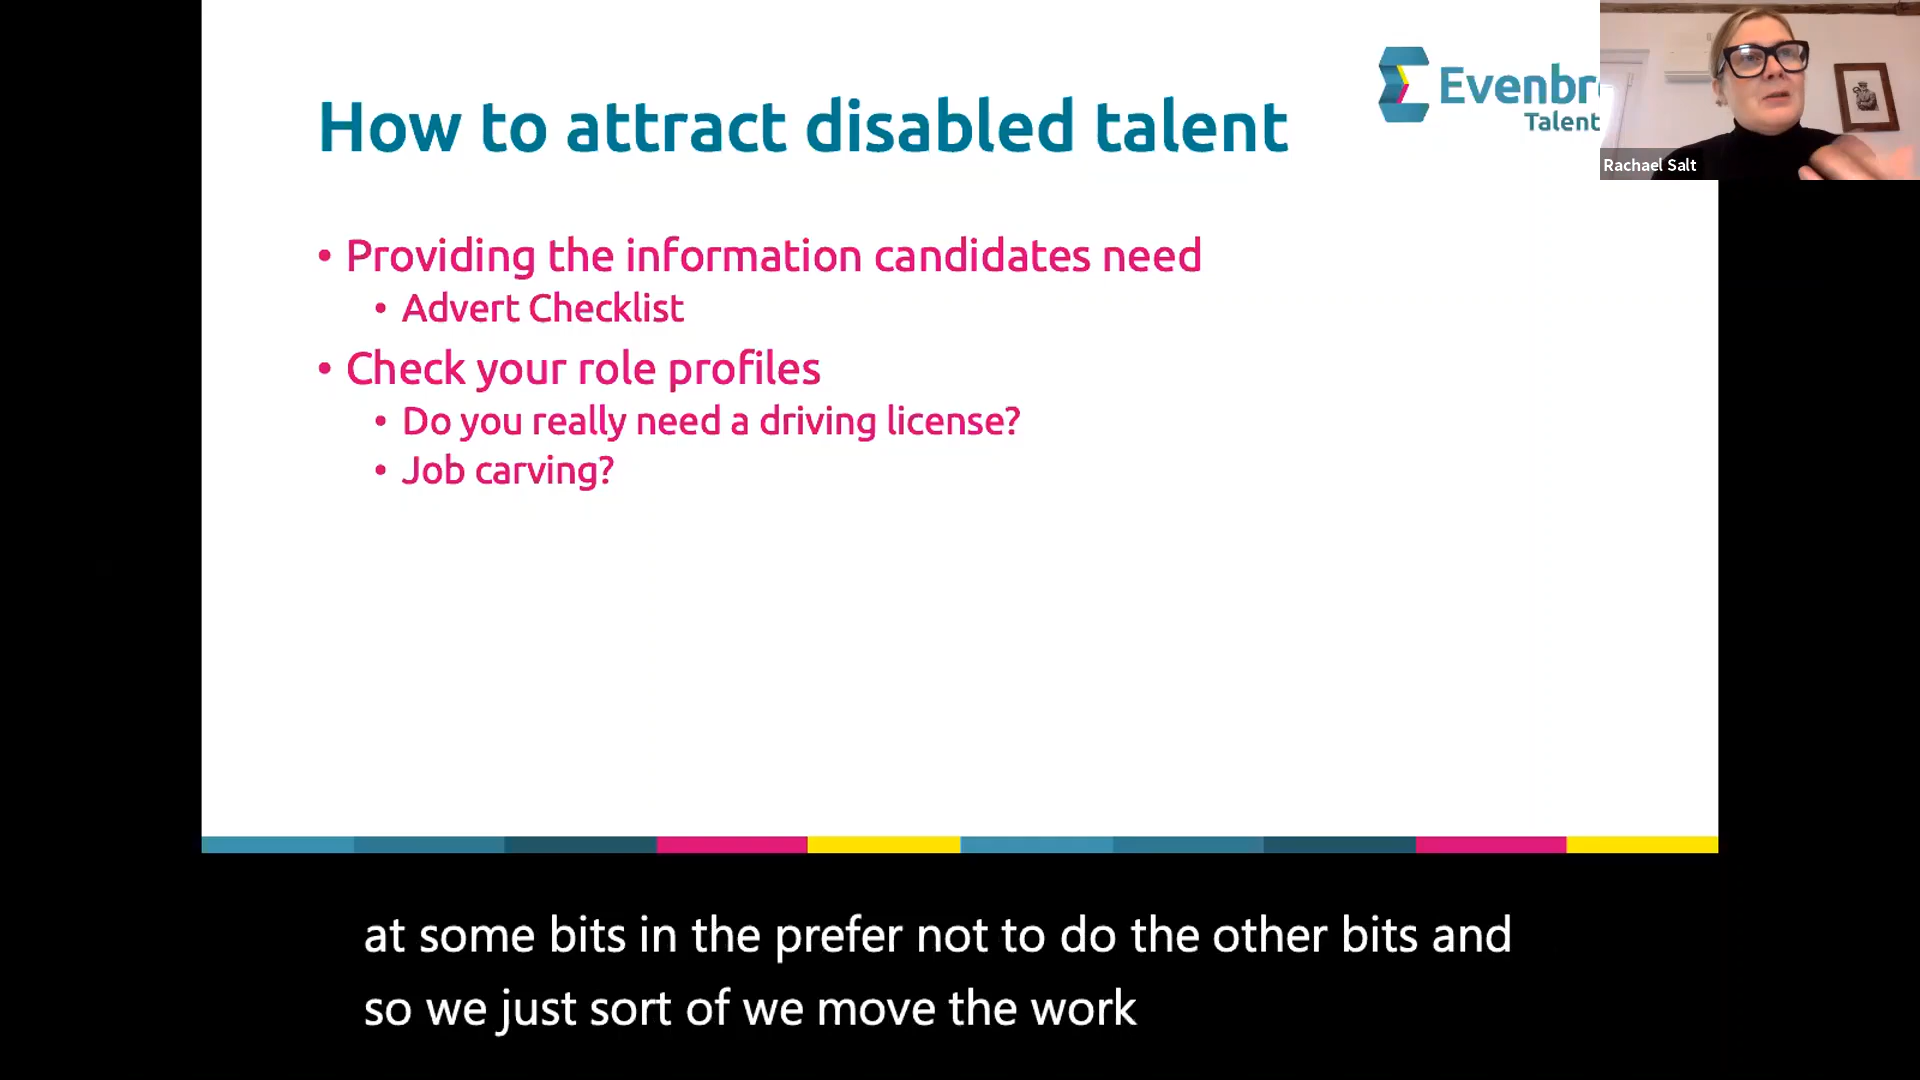 How to attract disabled talent
Evenbr
Talent
Rachael Salt
• Providing the information candidates need
• Advert Checklist
• Check your role profiles
• Do you really need a driving license?
• Job carving?
at some bits in the prefer not to do the other bits and
so we just sort of we move the work